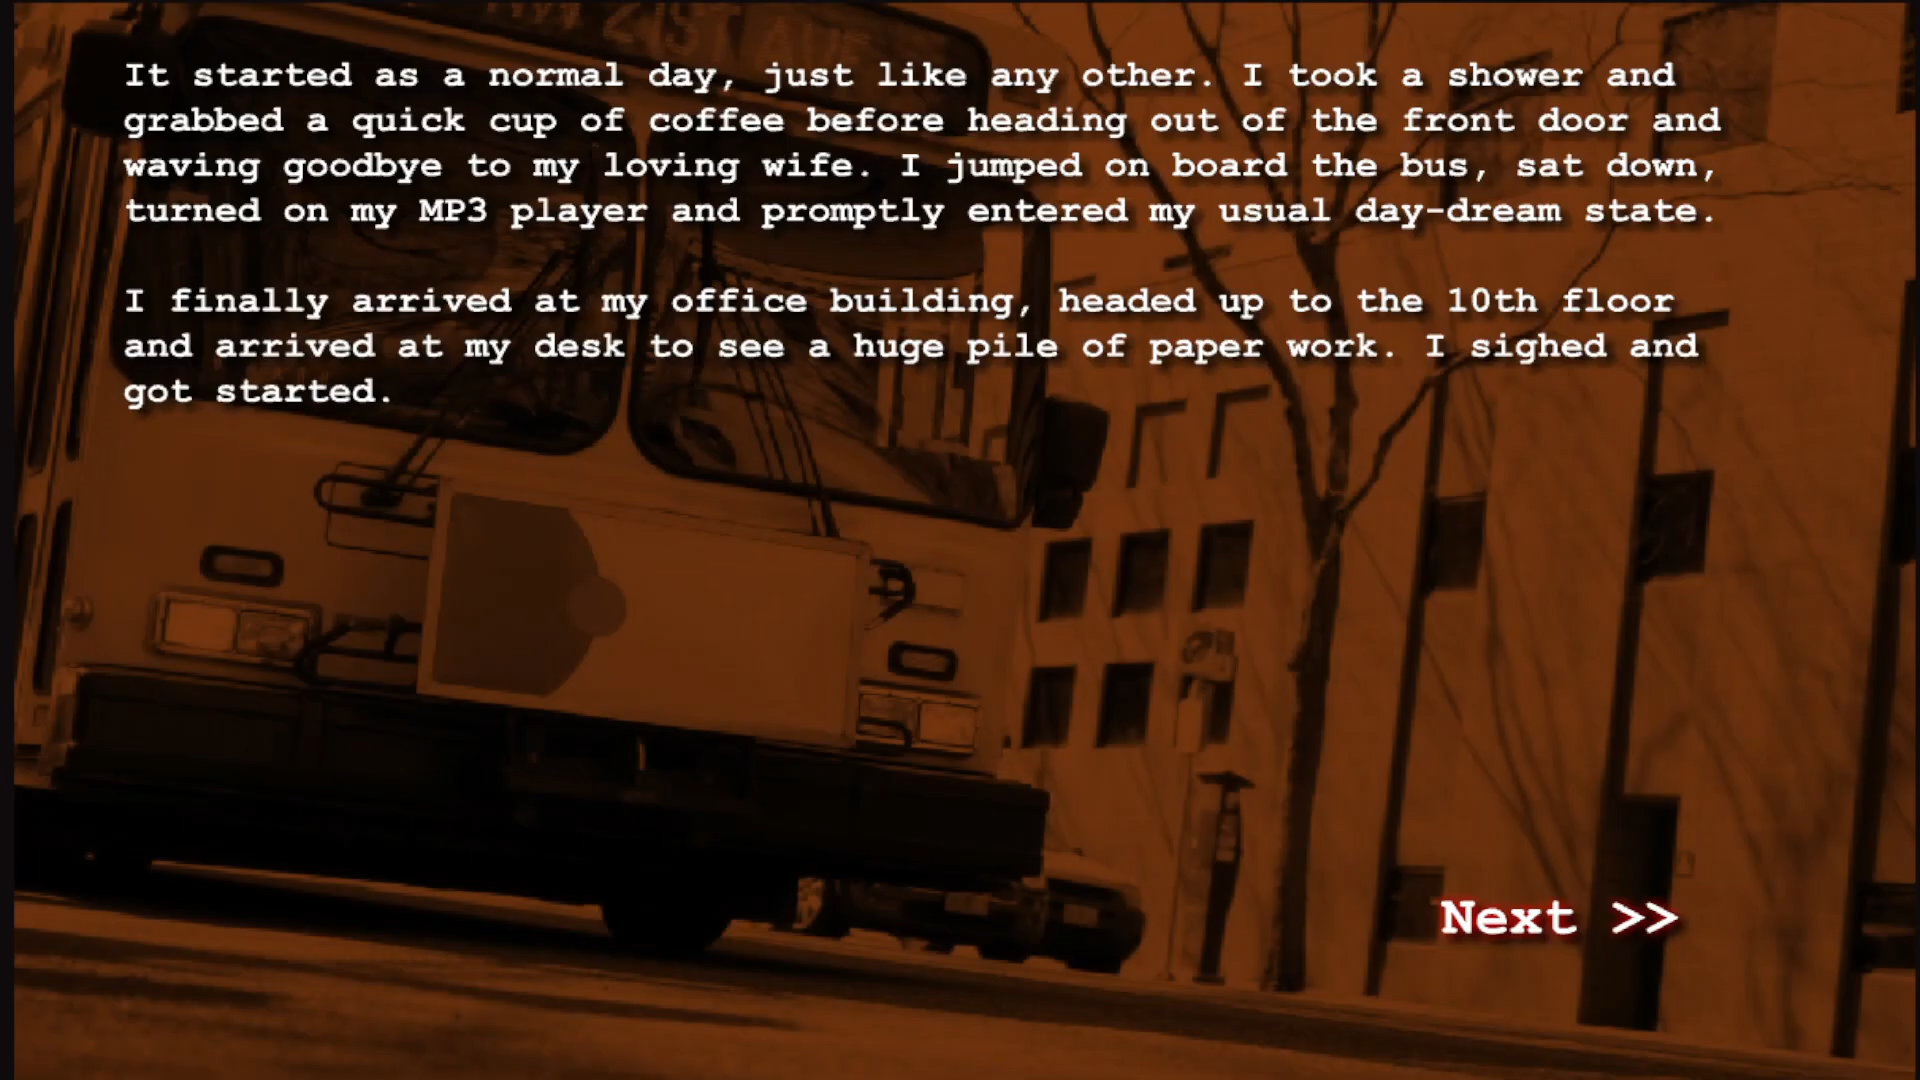 NW 21ST AVE
It started as a normal day, just like any other. I took a shower and
grabbed a quick cup of coffee before heading out of the front door and
waving goodbye to my loving wife. I jumped on board the bus, sat down,
turned on my MP3 player and promptly entered my usual day-dream state.
I finally arrived at my office building, headed up to the 10th floor
and arrived at my desk to see a huge pile of paper work. I sighed and
got started.
Next >>